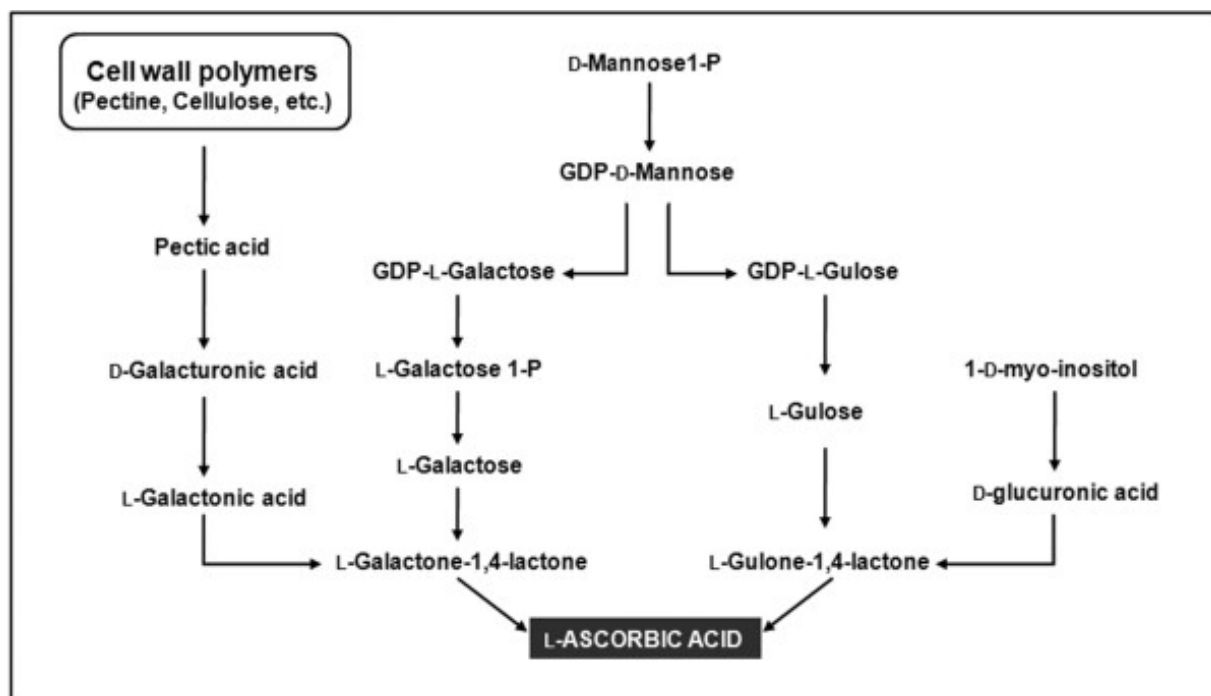 Cell wall polymers
(Pectine, Cellulose, etc.)
D-Mannose1-P
GDP-D-Mannose
Pectic acid
GDP-L-Galactose
GDP-L-Gulose
D-Galacturonic acid
L-Galactose 1-P
1-D-myo-inositol
L-Gulose
L-Galactose
L-Galactonic acid
D-glucuronic acid
L-Galactone-1,4-lactone
L-Gulone-1,4-lactone
L-ASCORBIC ACID